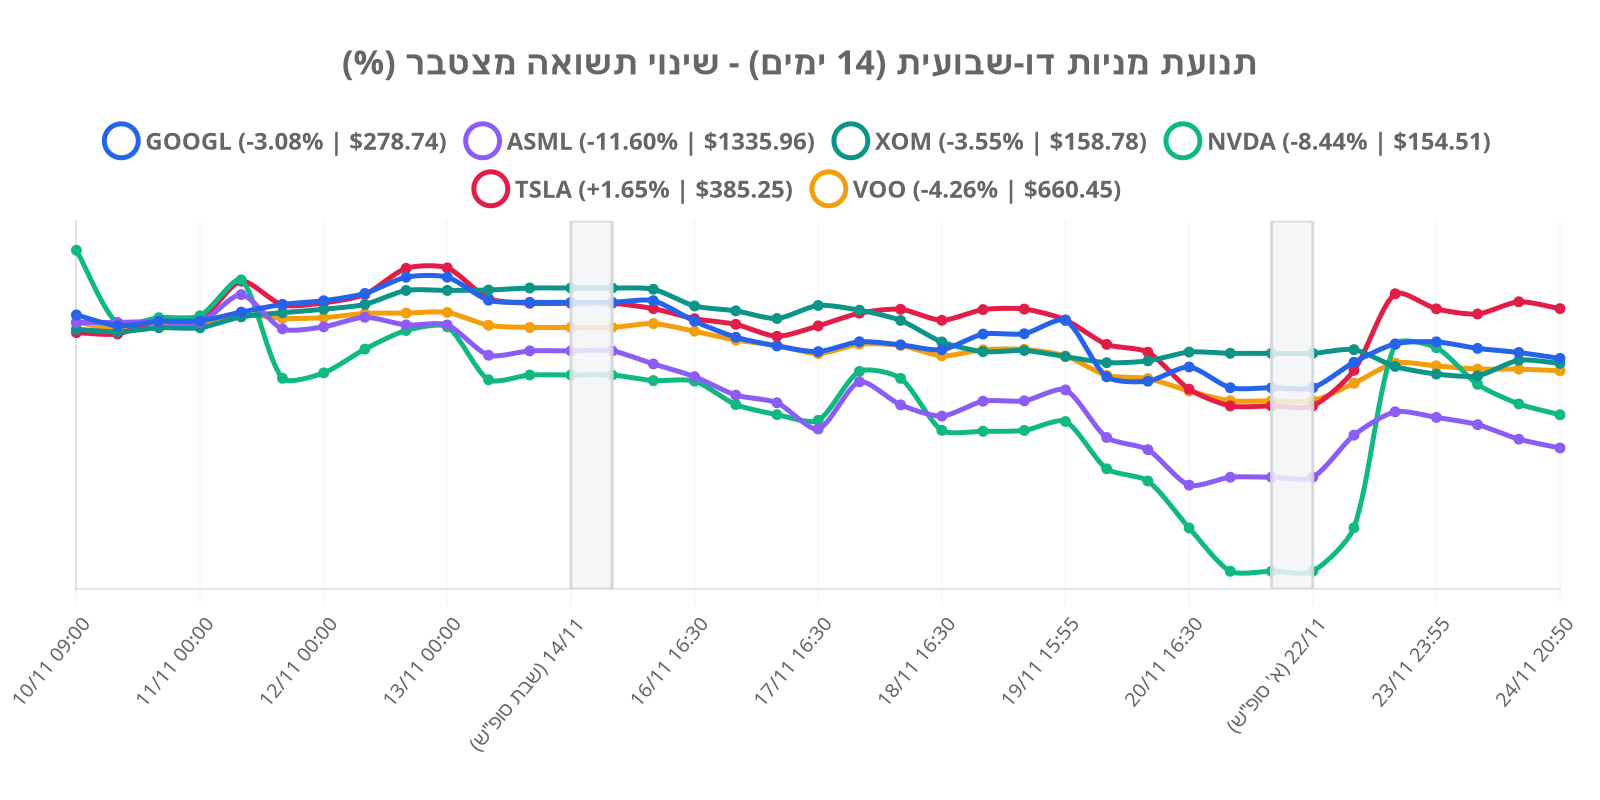 תנועת מניות דו-שבועית (14 ימים) - שינוי תשואה מצטבר (%)
GOOGL (-3.08% | $278.74) ASML (-11.60% | $1335.96) XOM (-3.55% | $158.78) NVDA (-8.44% | $154.51)
TSLA (+1.65% | $385.25) VOO (-4.26% | $660.45)
10/11 09:00
11/11 00:00
12/11 00:00
13/11 00:00
14/11 (שבת סופ"ש)
16/11 16:30
17/11 16:30
18/11 16:30
19/11 15:55
20/11 16:30
22/11 (א' סופ"ש)
23/11 23:55
24/11 20:50